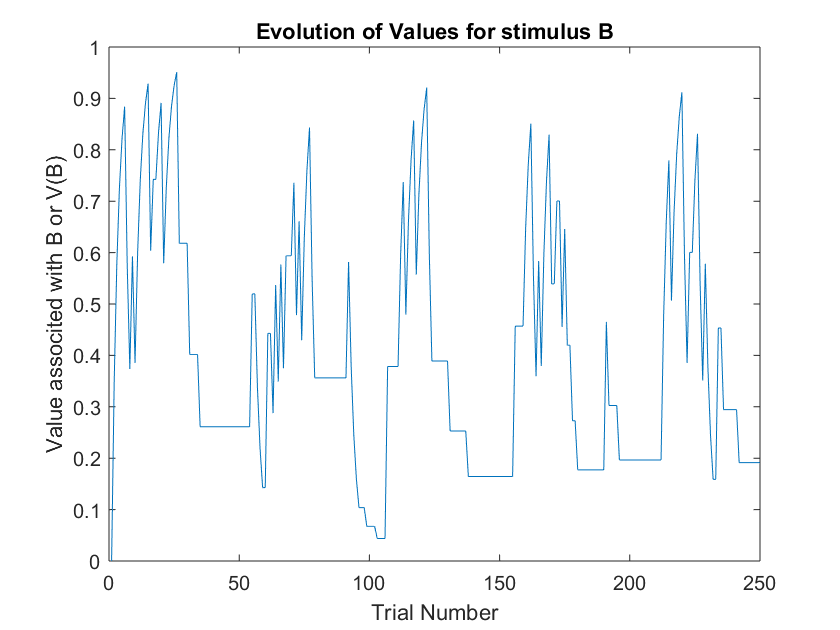 Evolution of Values for stimulus B
1
0.9
0.8
0.7
0.6
0.5
0.4
0.3
0.2
0.1
0
Value associted with B or V(B)
0 50 100 150 200 250
Trial Number